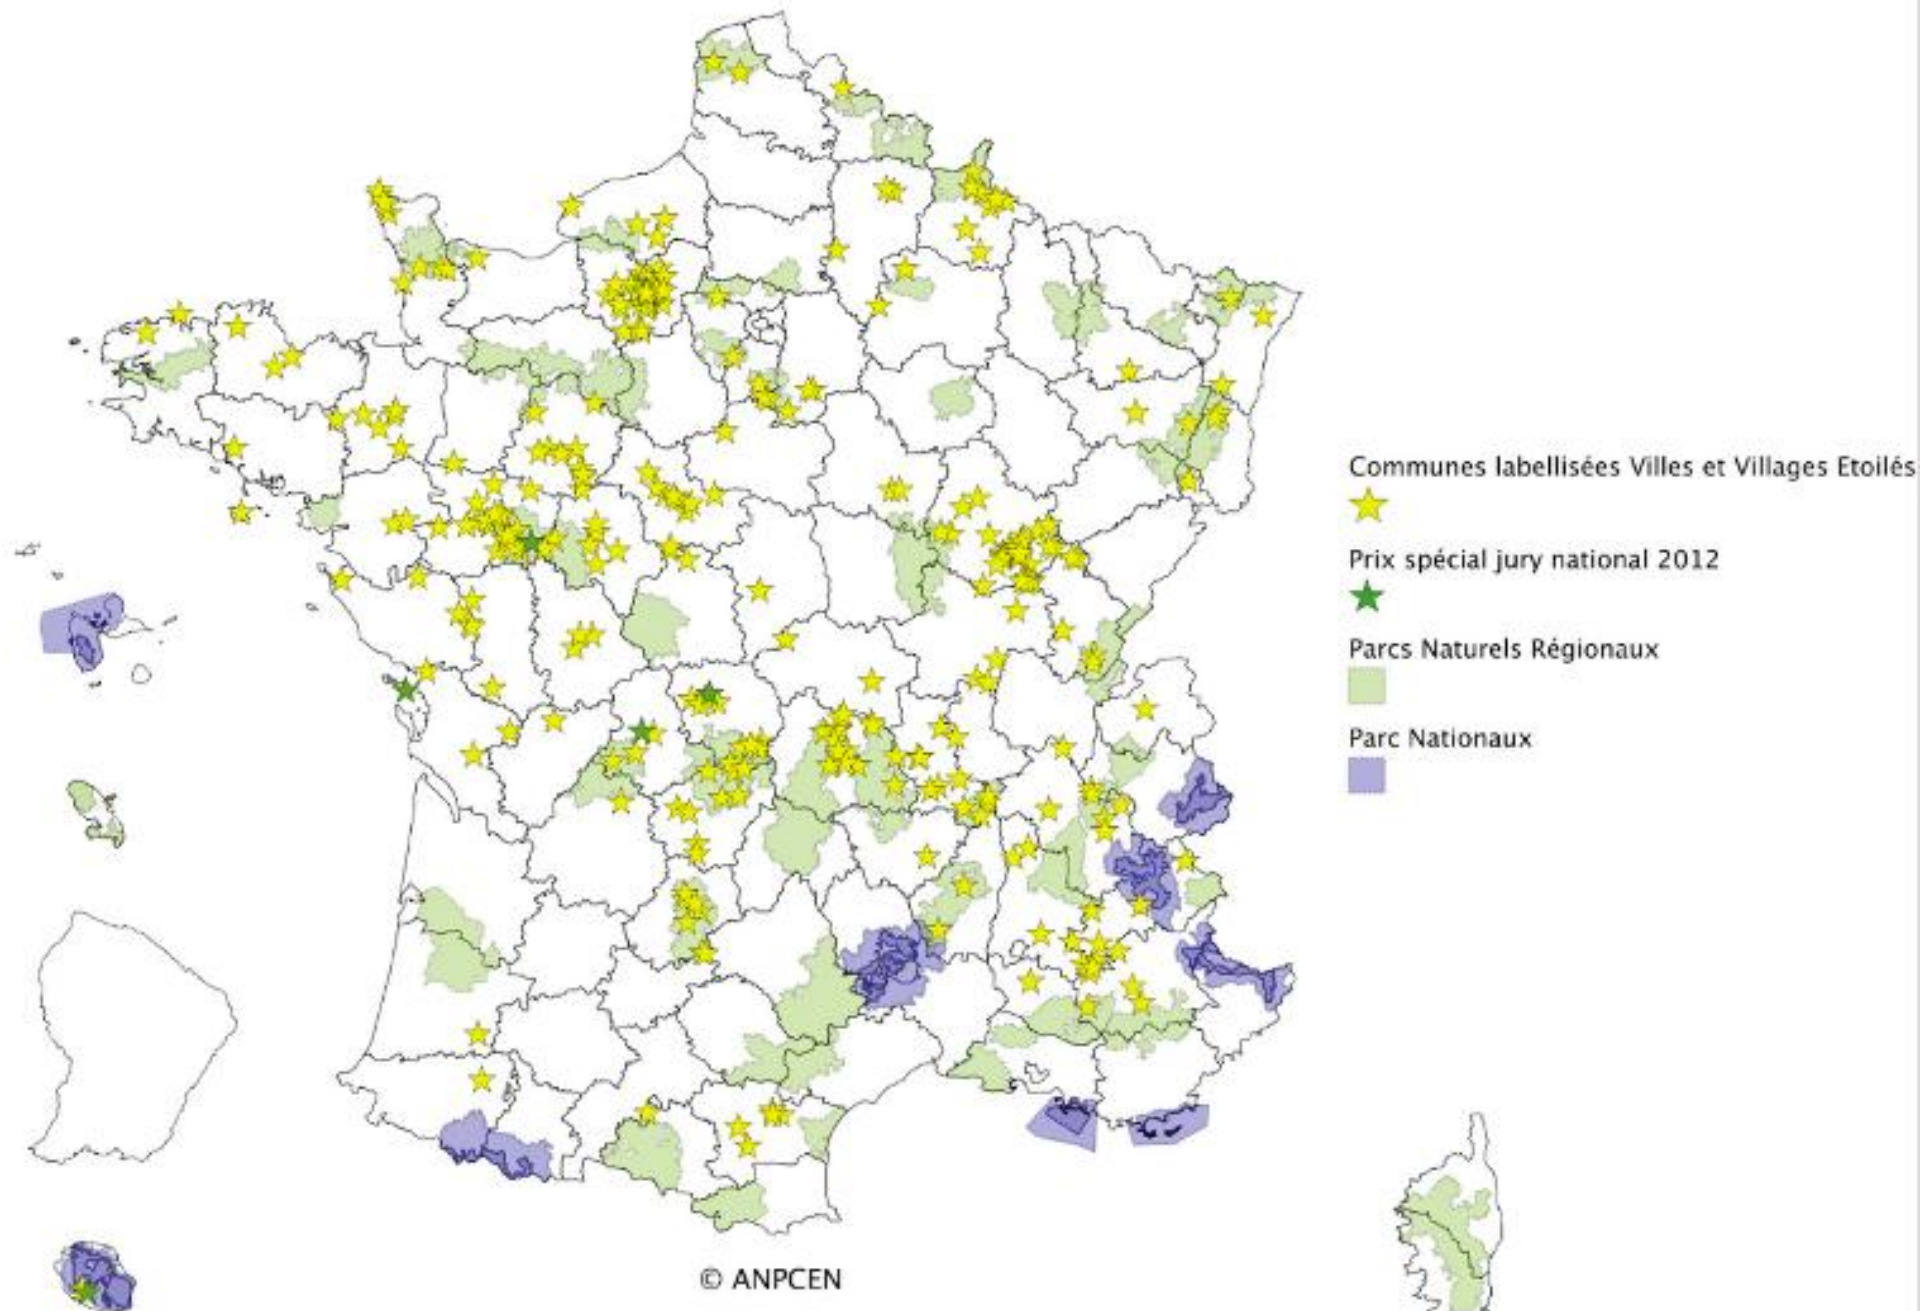 Communes labellisées Villes et Villages Etoilés
Prix spécial jury national 2012
Parcs Naturels Régionaux
Parc Nationaux
© ANPCEN